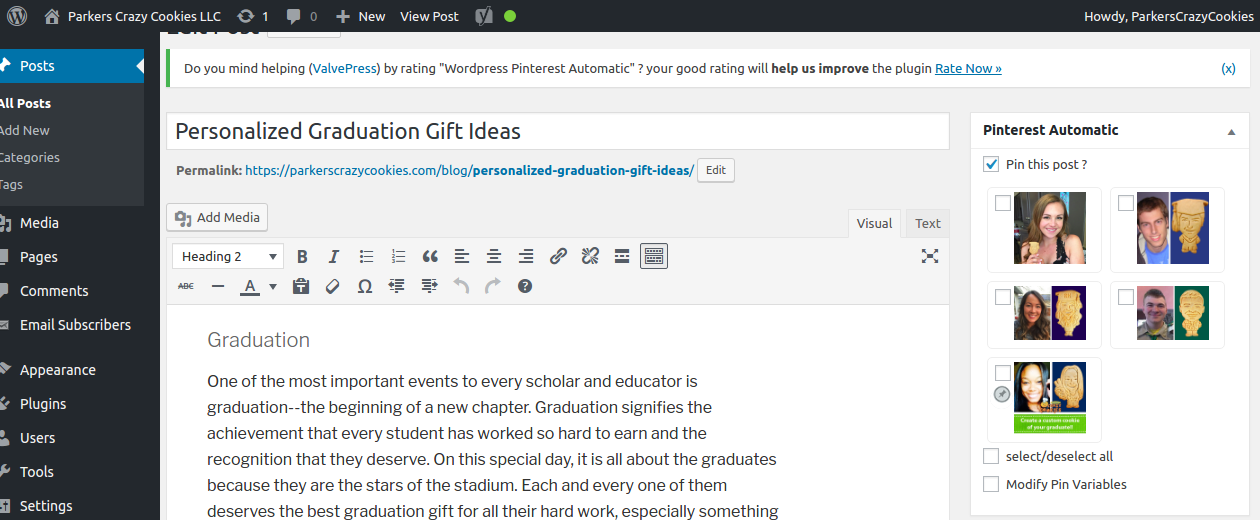 Parkers Crazy Cookies LLC 1 0 New View Post Howdy, ParkersCrazyCookies
Edit Post
Posts
All Posts
Add New
Categories
Tags
Media
Pages
Comments
Email Subscribers
Appearance
Plugins
Users
Tools
Settings
Do you mind helping (ValvePress) by rating "Wordpress Pinterest Automatic" ? your good rating will help us improve the plugin Rate Now » (x)
Personalized Graduation Gift Ideas
Permalink: https://parkerscrazycookies.com/blog/personalized-graduation-gift-ideas/ Edit
Add Media
Visual Text
Heading 2 B I
ABC A
Graduation
One of the most important events to every scholar and educator is
graduation--the beginning of a new chapter. Graduation signifies the
achievement that every student has worked so hard to earn and the
recognition that they deserve. On this special day, it is all about the graduates
because they are the stars of the stadium. Each and every one of them
deserves the best graduation gift for all their hard work, especially something
Pinterest Automatic
Pin this post ?
Create a custom cookie
of your graduate!!
select/deselect all
Modify Pin Variables